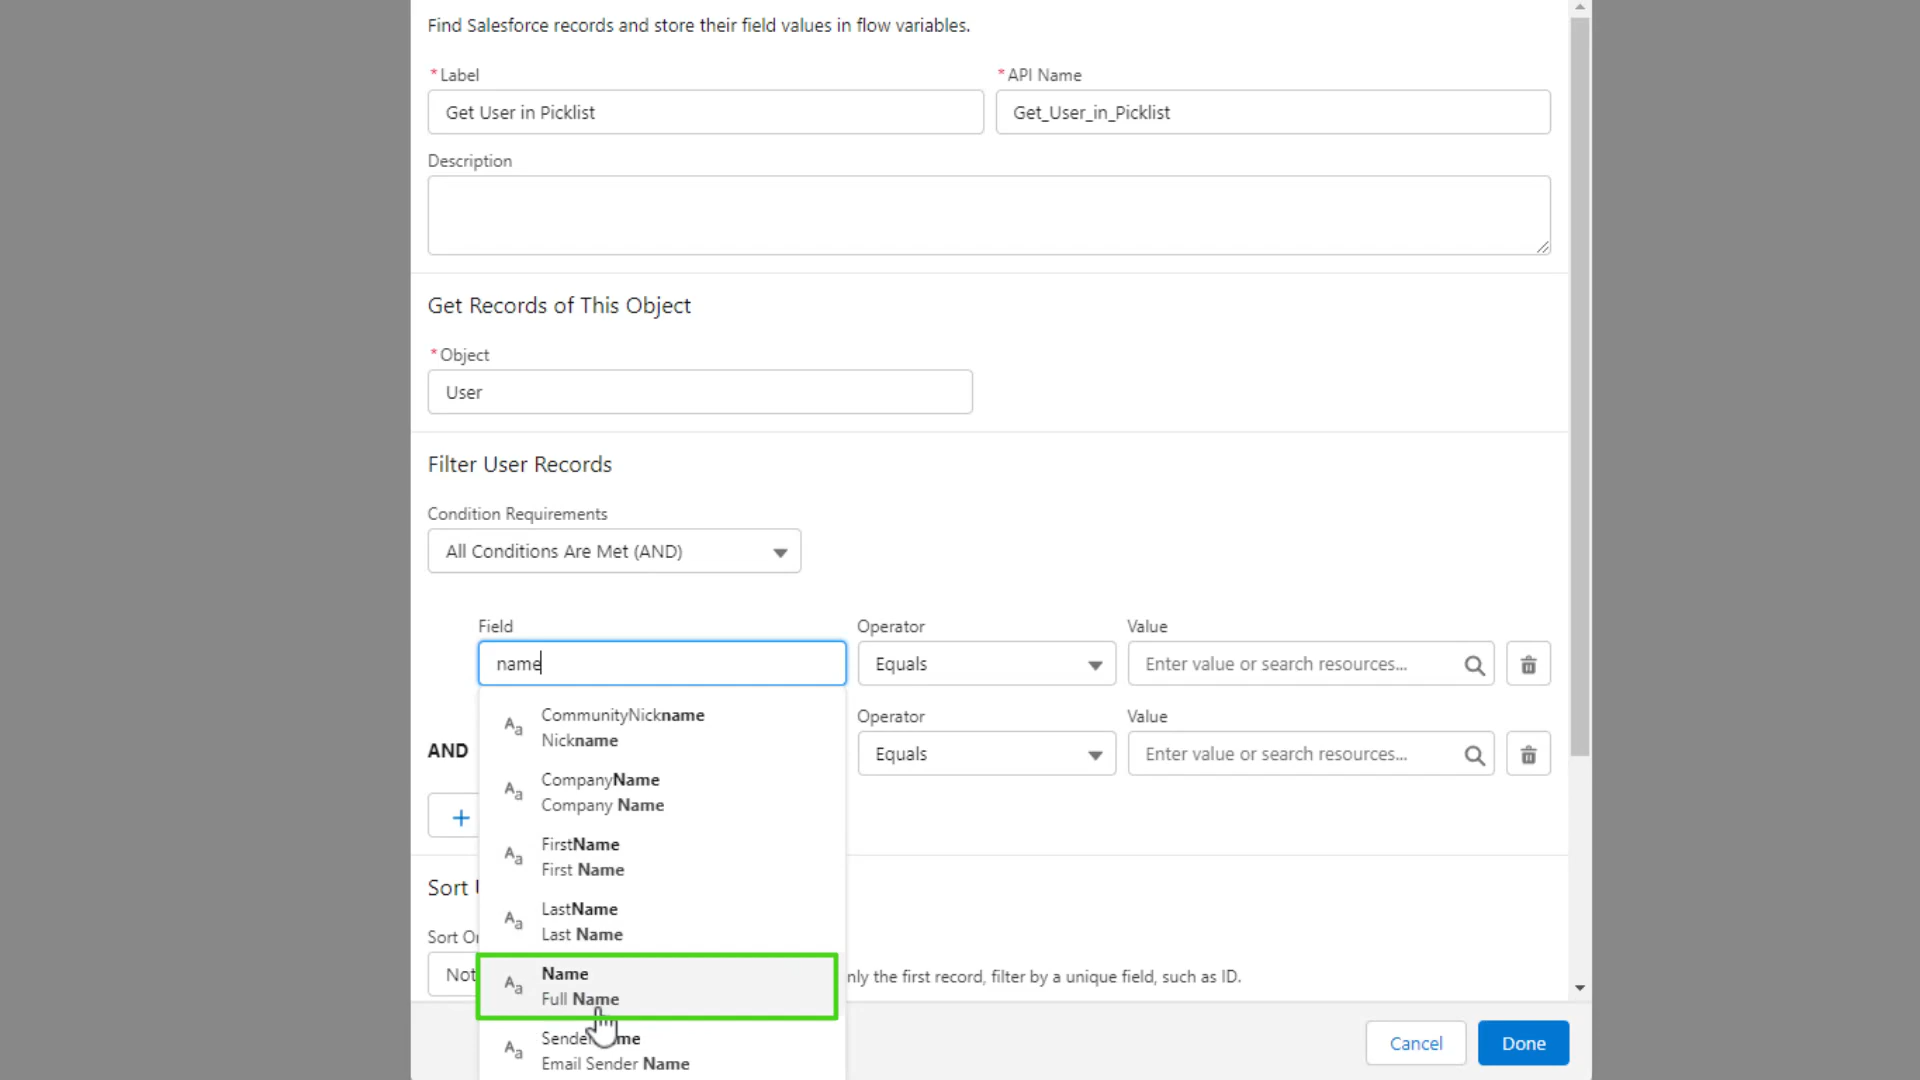 Find Salesforce records and store their field values in flow variables.
*Label
*API Name
Get User in Picklist
Get_User_in_Picklist
Description
Get Records of This Object
*Object
User
Filter User Records
Condition Requirements
All Conditions Are Met (AND)
Field
Operator
Value
name
Equals
Enter value or search resources...
Operator
Value
AND
Equals
Enter value or search resources...
CommunityNickname
Nickname
CompanyName
Company Name
FirstName
First Name
LastName
Last Name
Name
Full Name
Email Sender Name
Sort
Sort
Not
only the first record, filter by a unique field, such as ID.
Cancel
Done